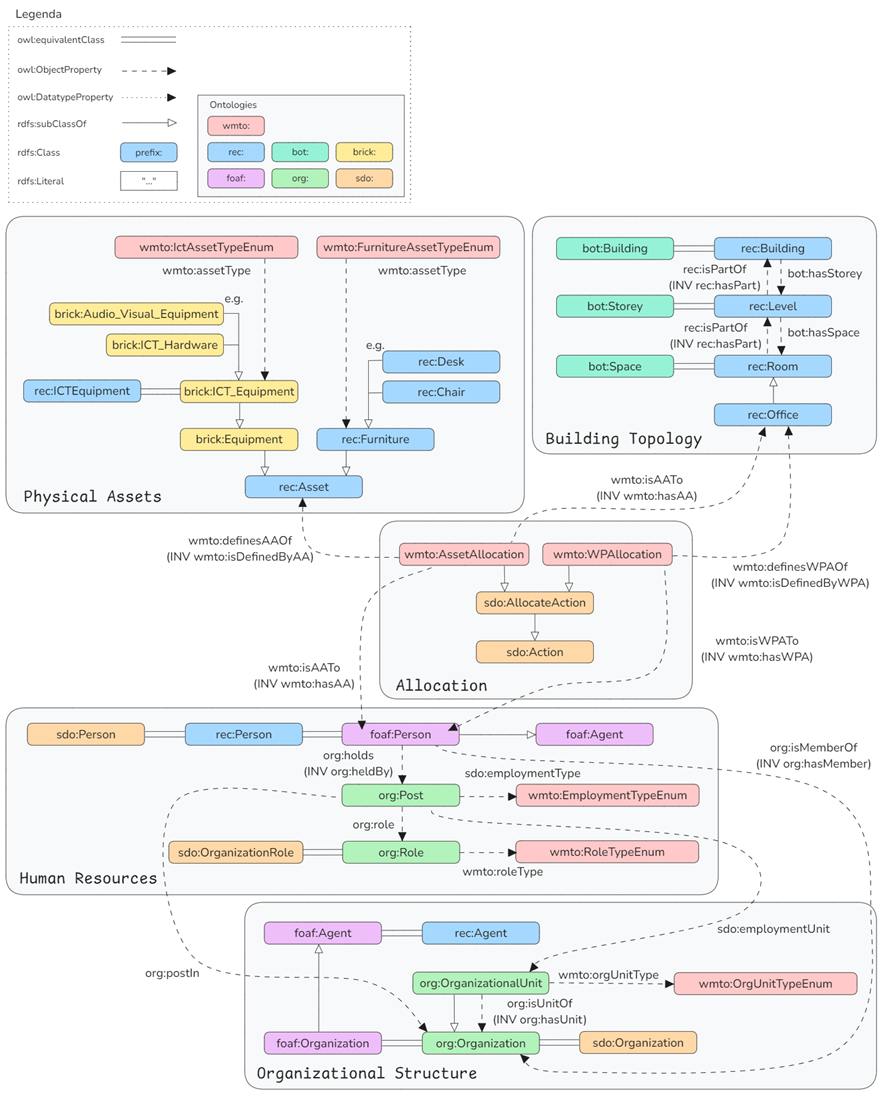 Legenda
owl:equivalentClass
owl:ObjectProperty
owl:DatatypeProperty
rdfs:subClassOf
rdfs:Class
prefix:
rdfs:Literal
"..."
Ontologies
wmto:
rec:
bot:
brick:
foaf:
org:
sdo:
wmto:IctAssetTypeEnum
wmto:FurnitureAssetTypeEnum
wmto:assetType
wmto:assetType
e.g.
brick:Audio_Visual_Equipment
brick:ICT_Hardware
e.g.
rec:Desk
rec:Chair
rec:ICTEquipment
brick:ICT_Equipment
brick:Equipment
rec:Furniture
rec:Asset
Physical Assets
bot:Building
rec:Building
rec:isPartOf
(INV rec:hasPart)
bot:hasStorey
bot:Storey
rec:Level
rec:isPartOf
(INV rec:hasPart)
bot:hasSpace
bot:Space
rec:Room
rec:Office
Building Topology
wmto:isAATo
(INV wmto:hasAA)
wmto:definesAAOf
(INV wmto:isDefinedByAA)
wmto:AssetAllocation
wmto:WPAllocation
wmto:definesWPAOf
(INV wmto:isDefinedByWPA)
sdo:AllocateAction
sdo:Action
wmto:isWPATo
(INV wmto:hasWPA)
wmto:isAATo
(INV wmto:hasAA)
Allocation
sdo:Person
rec:Person
foaf:Person
foaf:Agent
org:holds
(INV org:heldBy)
org:isMemberOf
(INV org:hasMember)
sdo:employmentType
org:Post
wmto:EmploymentTypeEnum
org:role
sdo:OrganizationRole
org:Role
wmto:RoleTypeEnum
wmto:roleType
Human Resources
foaf:Agent
rec:Agent
sdo:employmentUnit
org:postIn
org:OrganizationalUnit
wmto:orgUnitType
wmto:OrgUnitTypeEnum
org:isUnitOf
(INV org:hasUnit)
foaf:Organization
org:Organization
sdo:Organization
Organizational Structure